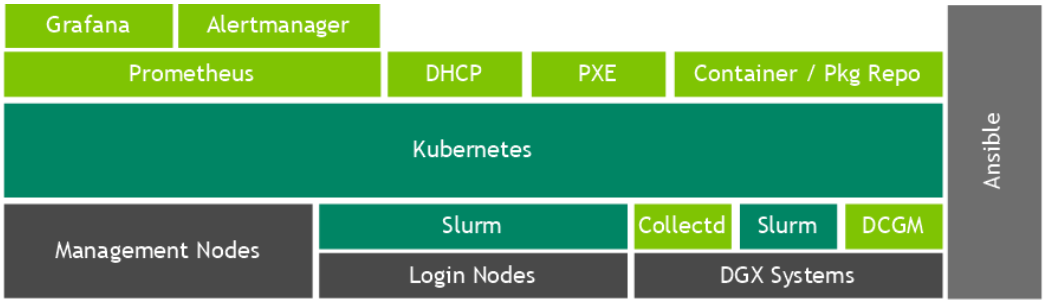 Grafana
Alertmanager
Prometheus
DHCP
PXE
Container / Pkg Repo
Kubernetes
Ansible
Management Nodes
Slurm
Collectd
Slurm
DCGM
Login Nodes
DGX Systems